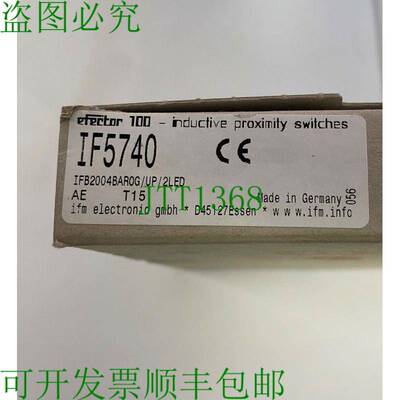 盗图必究
efector 100 - inductive proximity switches
IF5740
CE
IFB2004BAROG/UP/2LED
AE T15 Made in Germany
056
ifm electronic gmbh * D45127Essen * www.ifm.info
JTT1368
可开发票顺丰包邮